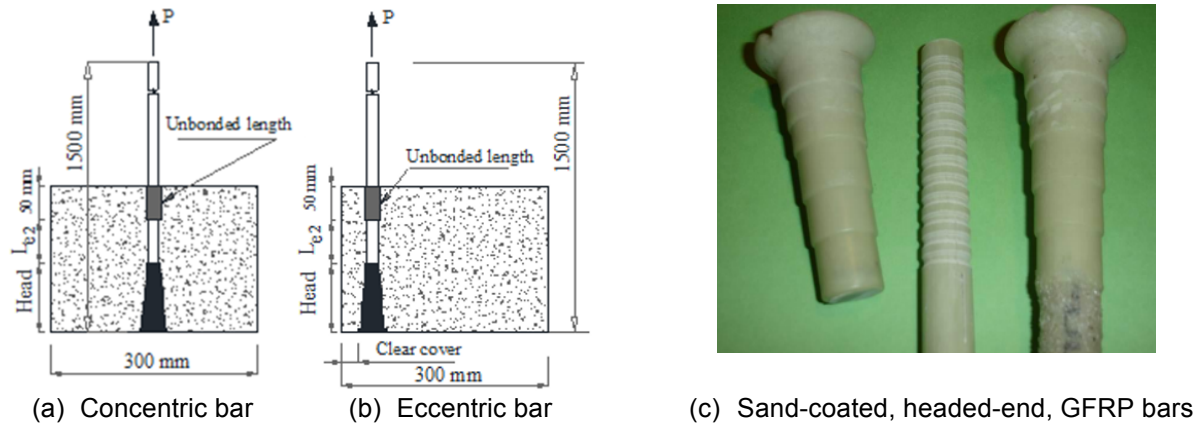 P
1500 mm
Unbonded length
50 mm
Le2
Head
300 mm
P
1500 mm
Unbonded length
50 mm
Le2
Head
Clear cover
300 mm
(a) Concentric bar
(b) Eccentric bar
(c) Sand-coated, headed-end, GFRP bars